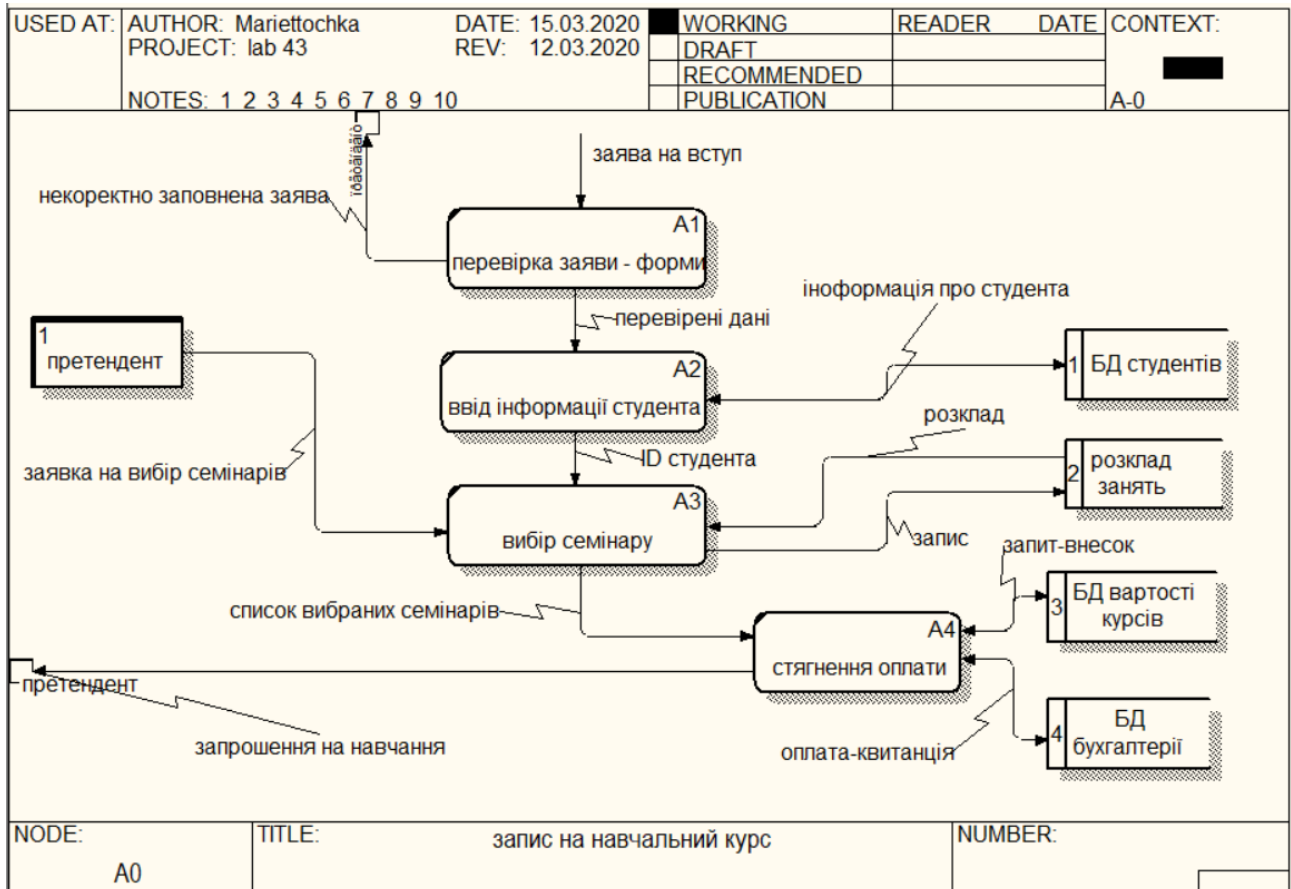 USED AT:
AUTHOR: Mariettochka
DATE: 15.03.2020
PROJECT: lab 43
REV: 12.03.2020
NOTES: 1 2 3 4 5 6 7 8 9 10
WORKING
DRAFT
RECOMMENDED
PUBLICATION
READER DATE
CONTEXT:
A-0
заява на вступ
некоректно заповнена заява
A1
перевірка заяви - форми
іноформація про студента
перевірені дані
1
претендент
A2
ввід інформації студента
1 БД студентів
розклад
ID студента
заявка на вибір семінарів
2
розклад
занять
A3
вибір семінару
запис
запит-внесок
список вибраних семінарів
3
БД вартості
курсів
A4
стягнення оплати
претендент
запрошення на навчання
оплата-квитанція
4
БД
бухгалтерії
NODE:
A0
TITLE:
запис на навчальний курс
NUMBER: